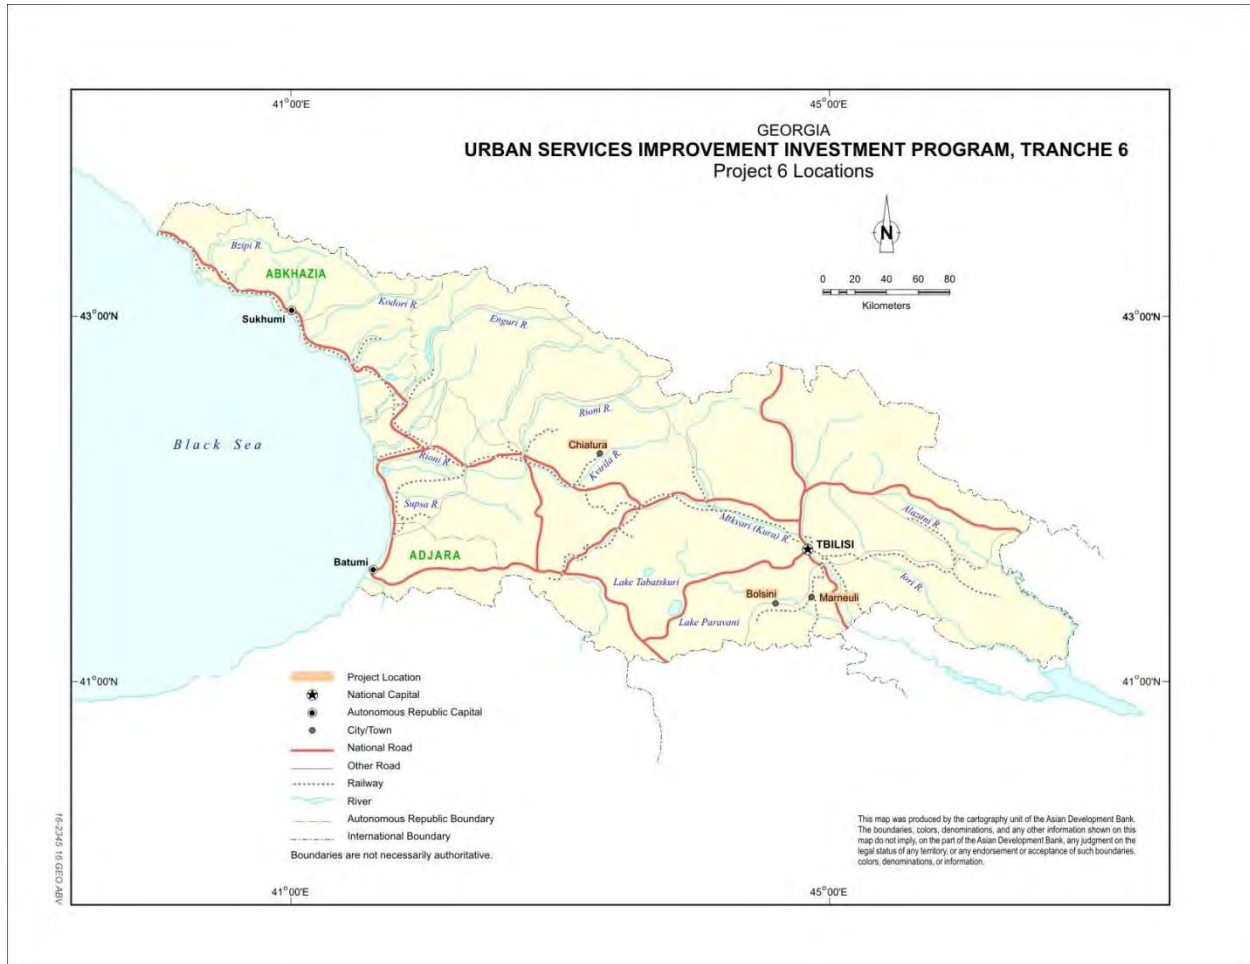 41°00'E
45°00'E
GEORGIA
URBAN SERVICES IMPROVEMENT INVESTMENT PROGRAM, TRANCHE 6
Project 6 Locations
N
0 20 40 60 80
Kilometers
Bzipi R.
ABKHAZIA
Kodori R.
Sukhumi
Enguri R.
43°00'N
43°00'N
Rioni R.
Black Sea
Chiatura
Rioni R.
Kvirila R.
Supsa R.
Mtkvari (Kura) R.
Alazani R.
TBILISI
Batumi
ADJARA
Lake Tabatskuri
Iori R.
Bolsini
Marneuli
Lake Paravani
41°00'N
41°00'N
Project Location
National Capital
Autonomous Republic Capital
City/Town
National Road
Other Road
Railway
River
Autonomous Republic Boundary
International Boundary
Boundaries are not necessarily authoritative.
This map was produced by the cartography unit of the Asian Development Bank.
The boundaries, colors, denominations, and any other information shown on this
map do not imply, on the part of the Asian Development Bank, any judgment on the
legal status of any territory, or any endorsement or acceptance of such boundaries,
colors, denominations, or information.
16-2345 16 GEO ABV
41°00'E
45°00'E